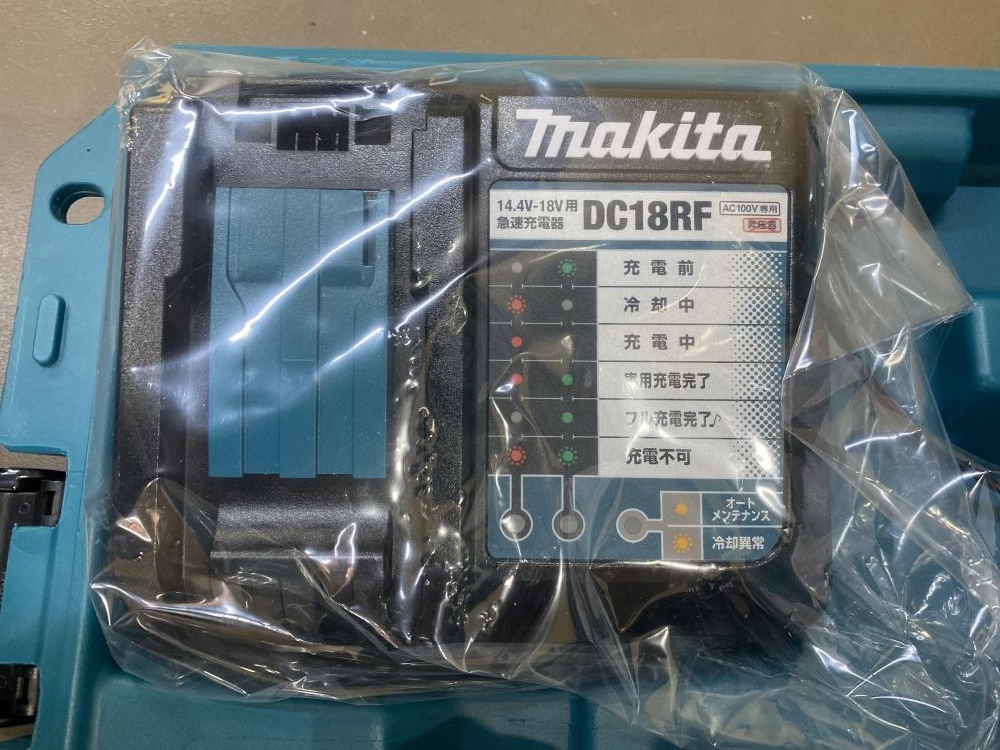 makita
14.4V-18V用
急速充電器
DC18RF
AC100V専用
昇圧器
充電前
冷却中
充電中
実用充電完了
フル充電完了♪
充電不可
オート
メンテナンス
冷却異常